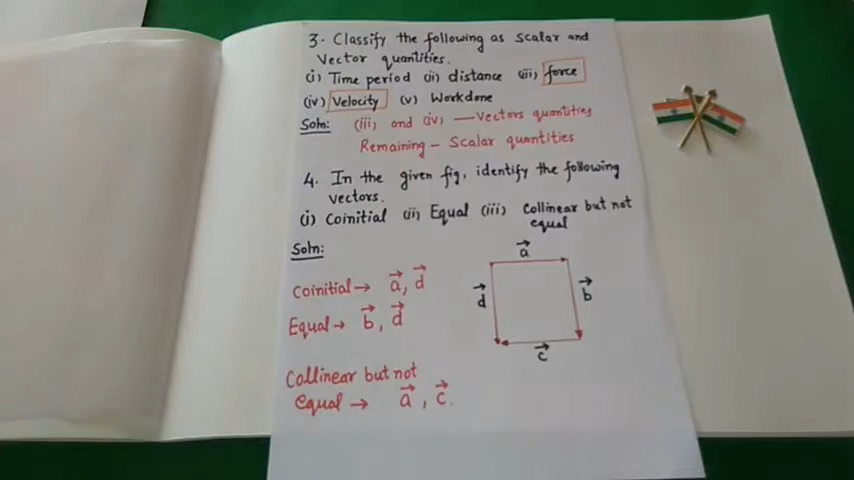 3. Classify the following as scalar and
Vector quantities.
(i) Time period (ii) distance (iii) force
(iv) Velocity (v) Workdone
Soln: (iii) and (iv) — Vectors quantities
Remaining - Scalar quantities
4. In the given fig, identify the following
vectors.
(i) Coinitial (ii) Equal (iii) Collinear but not
equal
Soln:
Coinitial → a⃗, d⃗
Equal → b⃗, d⃗
Collinear but not
equal → a⃗, c⃗.
a⃗
d⃗
b⃗
c⃗